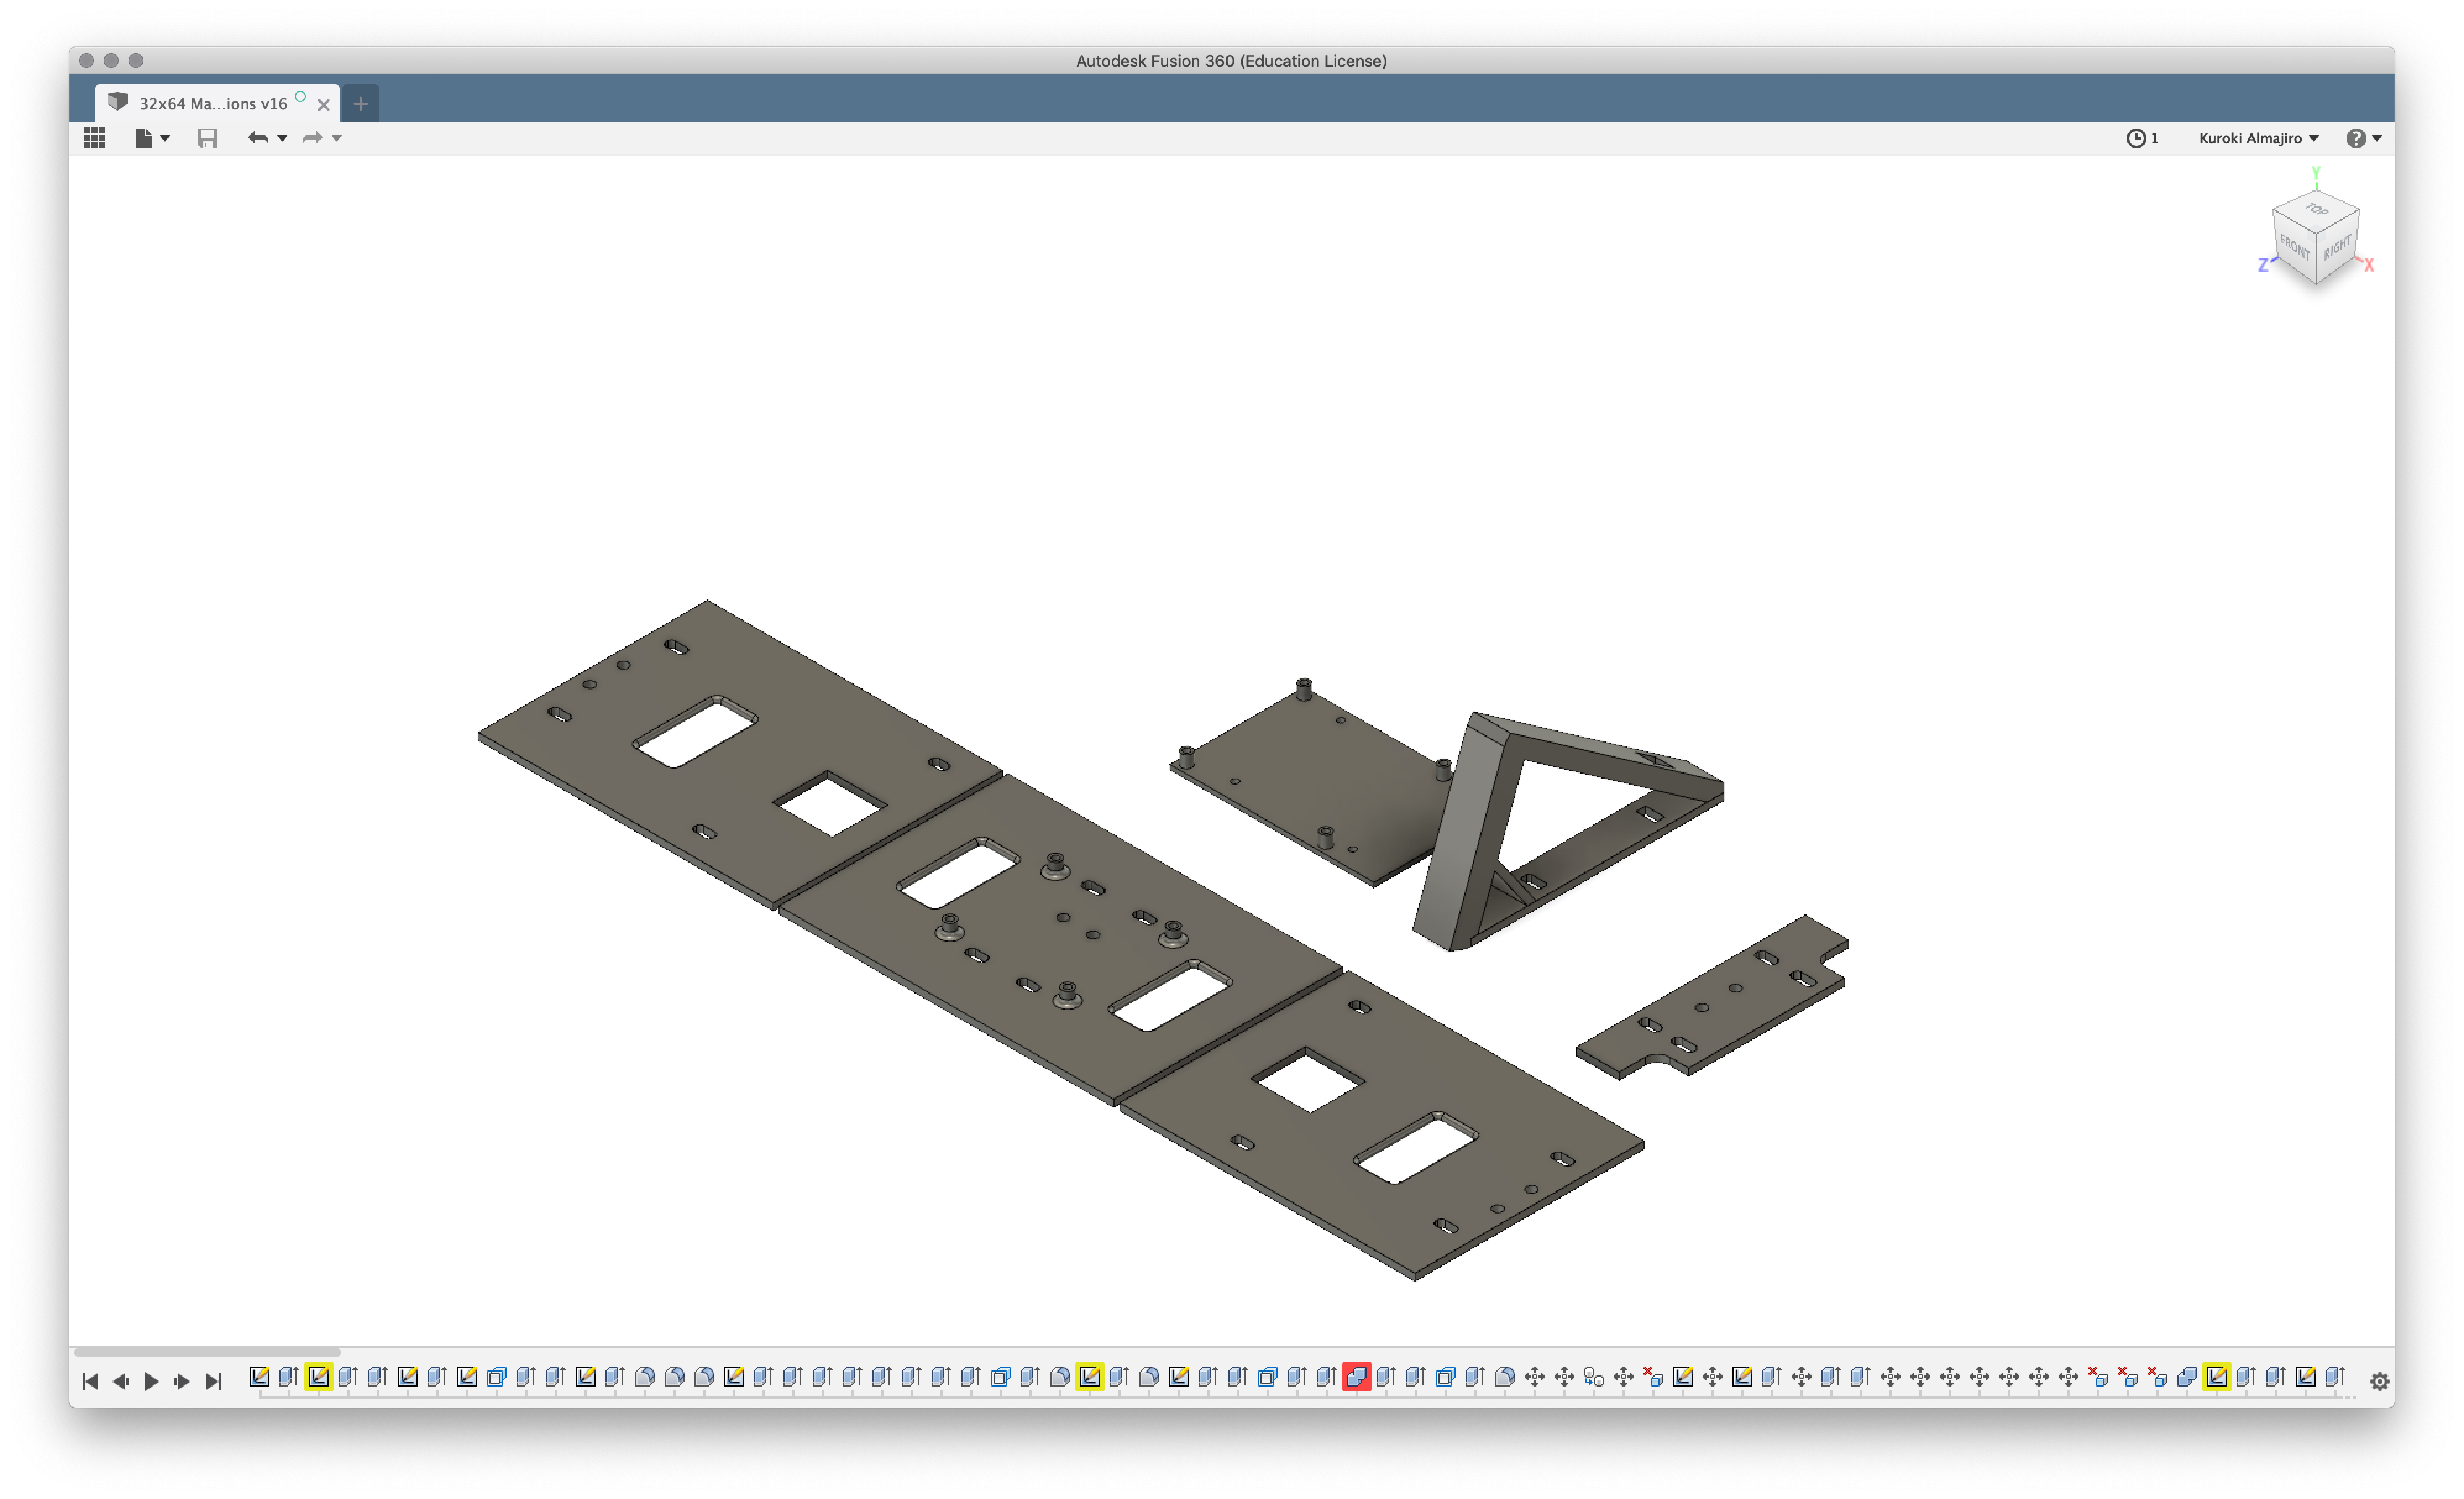 Autodesk Fusion 360 (Education License)
32x64 Ma...ions v16
1
Kuroki Almajiro
Y
TOP
FRONT
RIGHT
Z
X